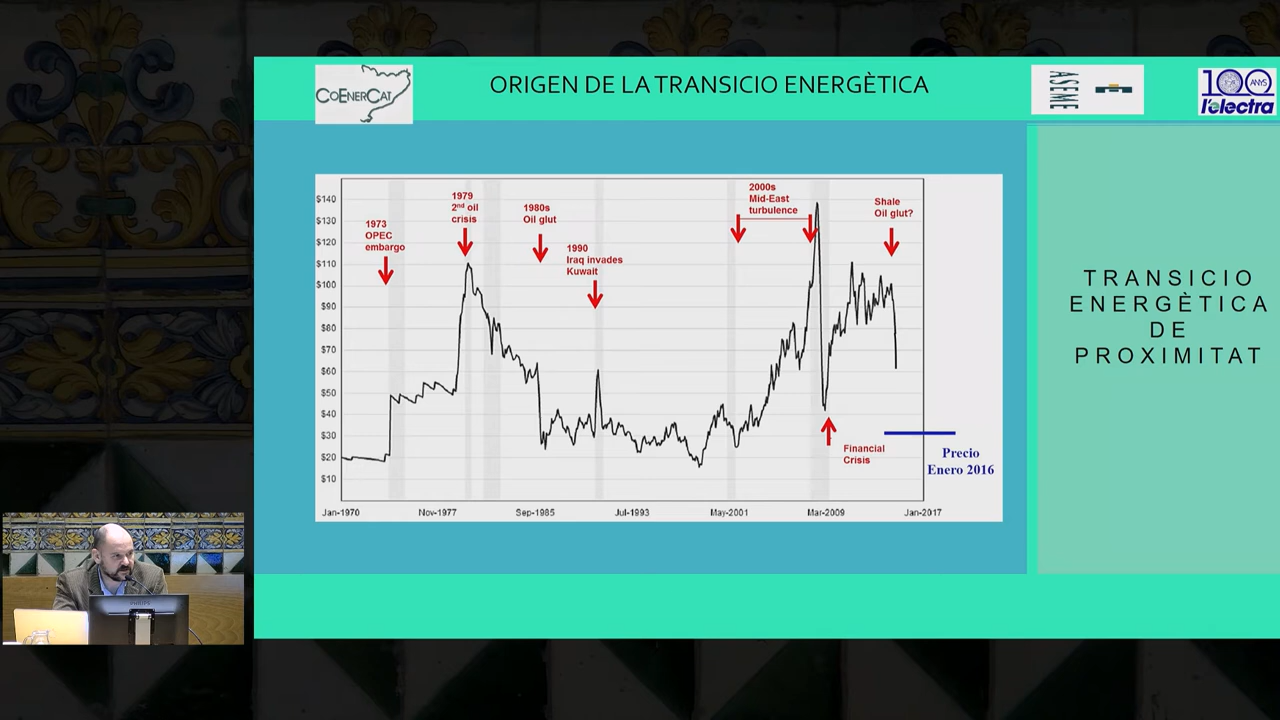 CoEnerCat
ORIGEN DE LA TRANSICIO ENERGÈTICA
ASEME
100
ANYS
l'electra
TRANSICIO
ENERGÈTICA
DE
PROXIMITAT
$140
$130
$120
$110
$100
$90
$80
$70
$60
$50
$40
$30
$20
$10
1973
OPEC
embargo
1979
2nd oil
crisis
1980s
Oil glut
1990
Iraq invades
Kuwait
2000s
Mid-East
turbulence
Shale
Oil glut?
Financial
Crisis
Precio
Enero 2016
Jan-1970
Nov-1977
Sep-1985
Jul-1993
May-2001
Mar-2009
Jan-2017
PHILIPS